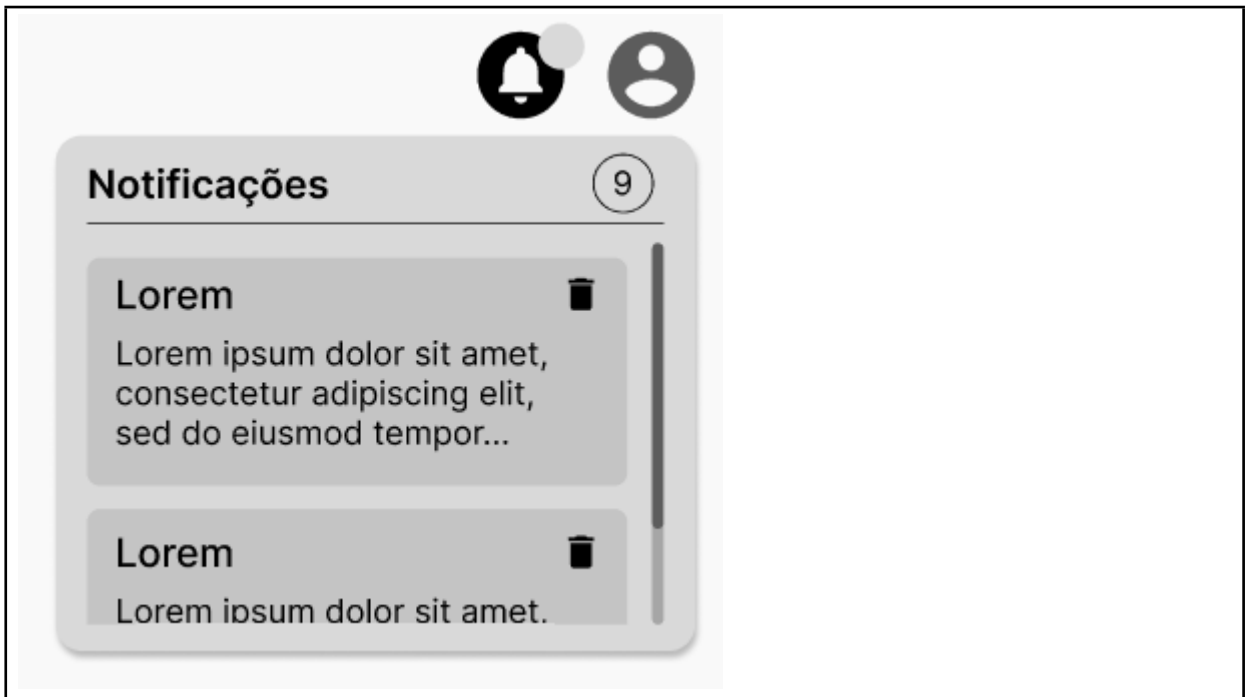 Notificações 9
Lorem
Lorem ipsum dolor sit amet,
consectetur adipiscing elit,
sed do eiusmod tempor...
Lorem
Lorem ipsum dolor sit amet,